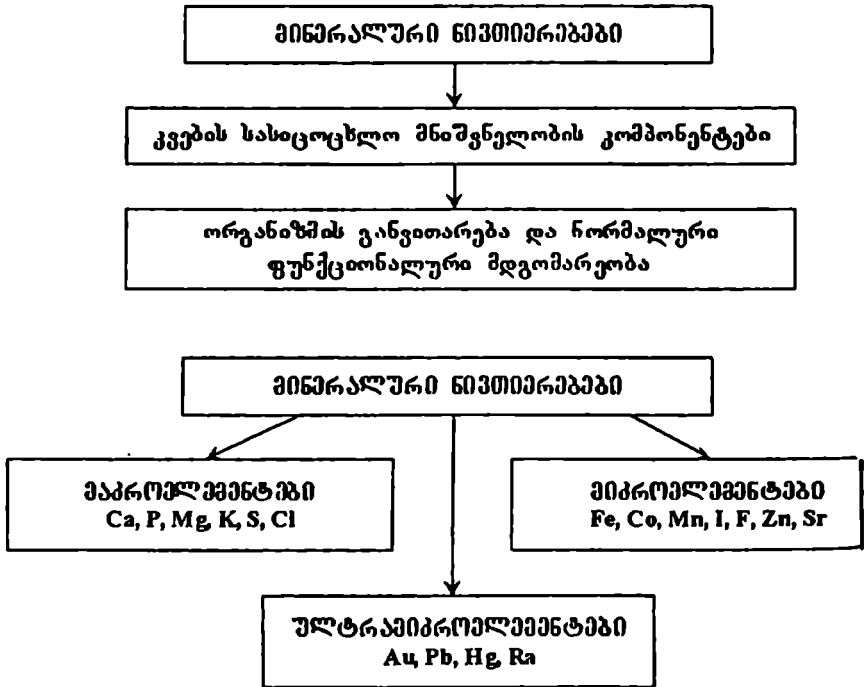 მინერალური ნივთიერებები
კვების სასიცოცხლო მნიშვნელობის კომპონენტები
ორგანიზმის განვითარება და ნორმალური
ფუნქციონალური მდგომარეობა
მინერალური ნივთიერებები
მაკროელემენტები
Ca, P, Mg, K, S, Cl
მიკროელემენტები
Fe, Co, Mn, I, F, Zn, Sr
ულტრამიკროელემენტები
Au, Pb, Hg, Ra